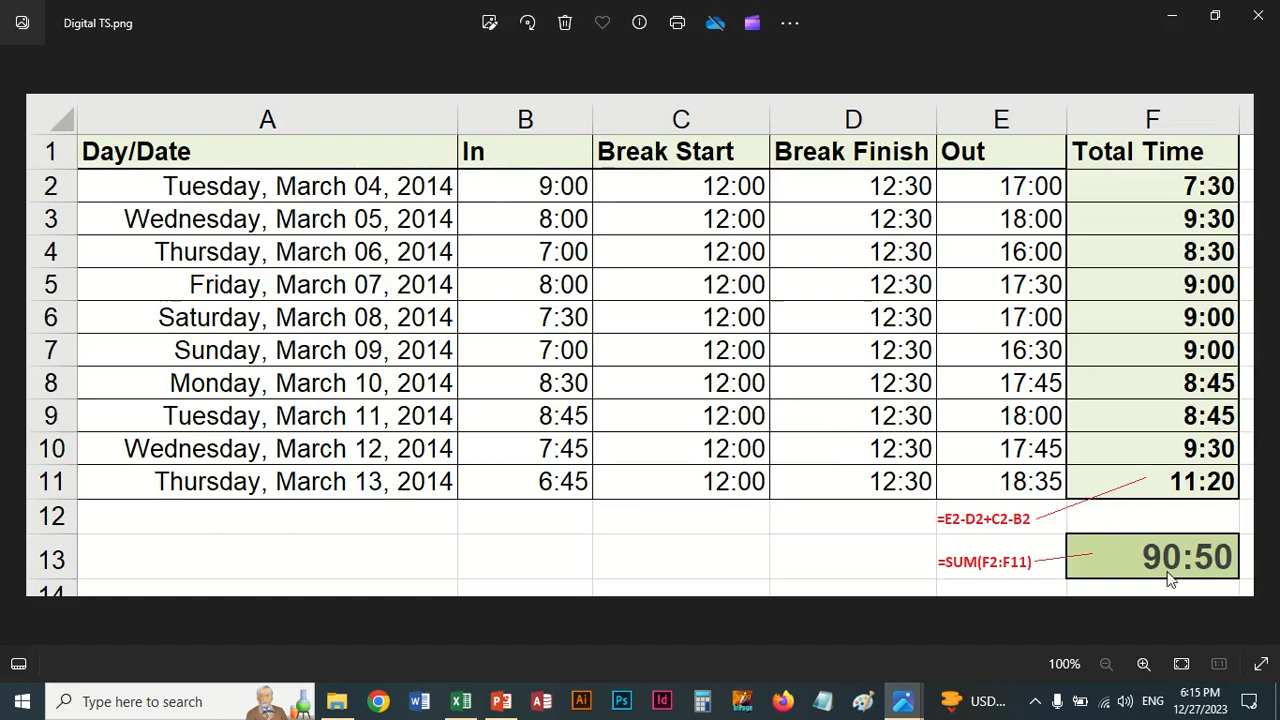 Digital TS.png
A B C D E F
1 Day/Date In Break Start Break Finish Out Total Time
2 Tuesday, March 04, 2014 9:00 12:00 12:30 17:00 7:30
3 Wednesday, March 05, 2014 8:00 12:00 12:30 18:00 9:30
4 Thursday, March 06, 2014 7:00 12:00 12:30 16:00 8:30
5 Friday, March 07, 2014 8:00 12:00 12:30 17:30 9:00
6 Saturday, March 08, 2014 7:30 12:00 12:30 17:00 9:00
7 Sunday, March 09, 2014 7:00 12:00 12:30 16:30 9:00
8 Monday, March 10, 2014 8:30 12:00 12:30 17:45 8:45
9 Tuesday, March 11, 2014 8:45 12:00 12:30 18:00 8:45
10 Wednesday, March 12, 2014 7:45 12:00 12:30 17:45 9:30
11 Thursday, March 13, 2014 6:45 12:00 12:30 18:35 11:20
12 =E2-D2+C2-B2
13 =SUM(F2:F11) 90:50
14
100% 1:1
Type here to search USD... ENG 6:15 PM
12/27/2023